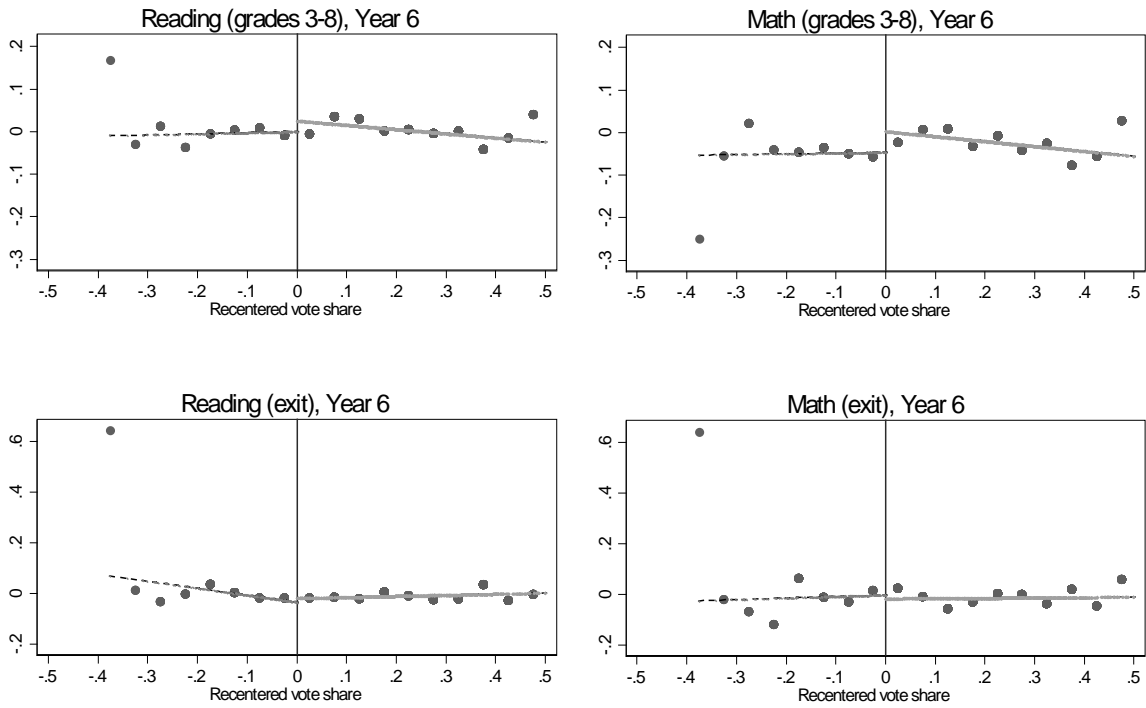 Reading (grades 3-8), Year 6
.2
.1
0
-.1
-.2
-.3
-.5 -.4 -.3 -.2 -.1 0 .1 .2 .3 .4 .5
Recentered vote share
Math (grades 3-8), Year 6
.2
.1
0
-.1
-.2
-.3
-.5 -.4 -.3 -.2 -.1 0 .1 .2 .3 .4 .5
Recentered vote share
Reading (exit), Year 6
.6
.4
.2
0
-.2
-.5 -.4 -.3 -.2 -.1 0 .1 .2 .3 .4 .5
Recentered vote share
Math (exit), Year 6
.6
.4
.2
0
-.2
-.5 -.4 -.3 -.2 -.1 0 .1 .2 .3 .4 .5
Recentered vote share